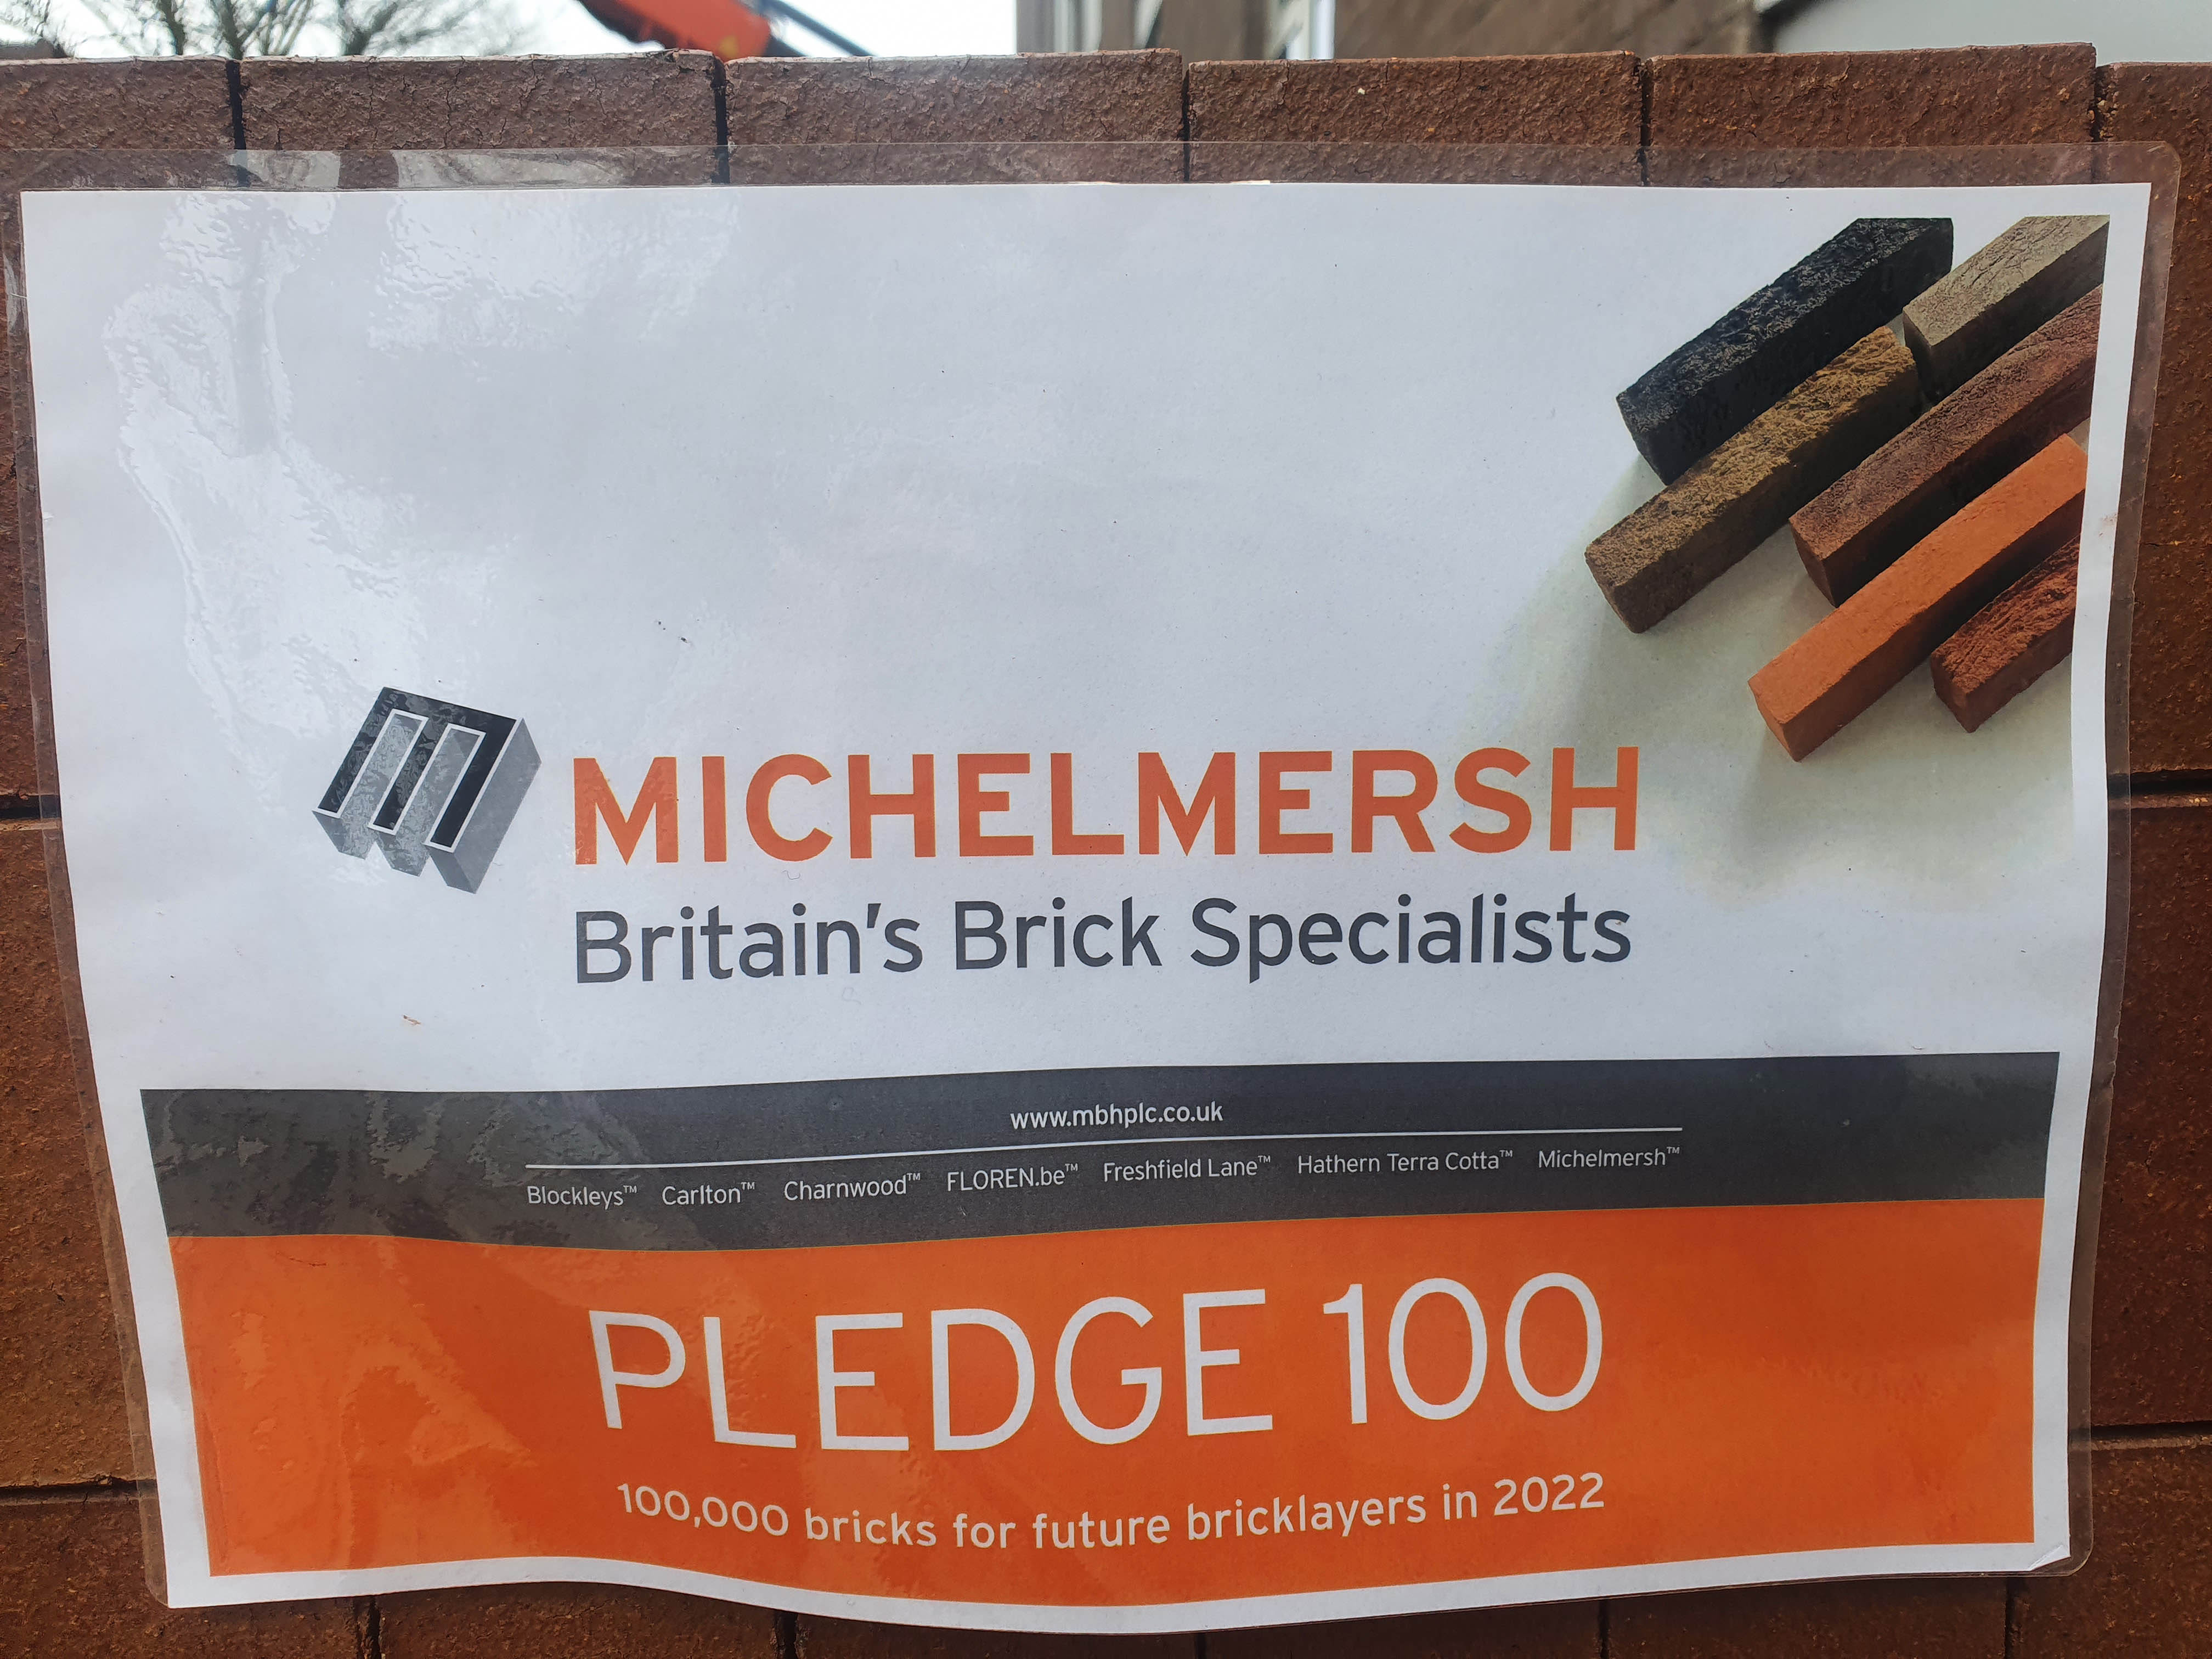 MICHELMERSH
Britain's Brick Specialists
www.mbhplc.co.uk
Blockleys™ Carlton™ Charnwood™ FLOREN.be™ Freshfield Lane™ Hathern Terra Cotta™ Michelmersh™
PLEDGE 100
100,000 bricks for future bricklayers in 2022